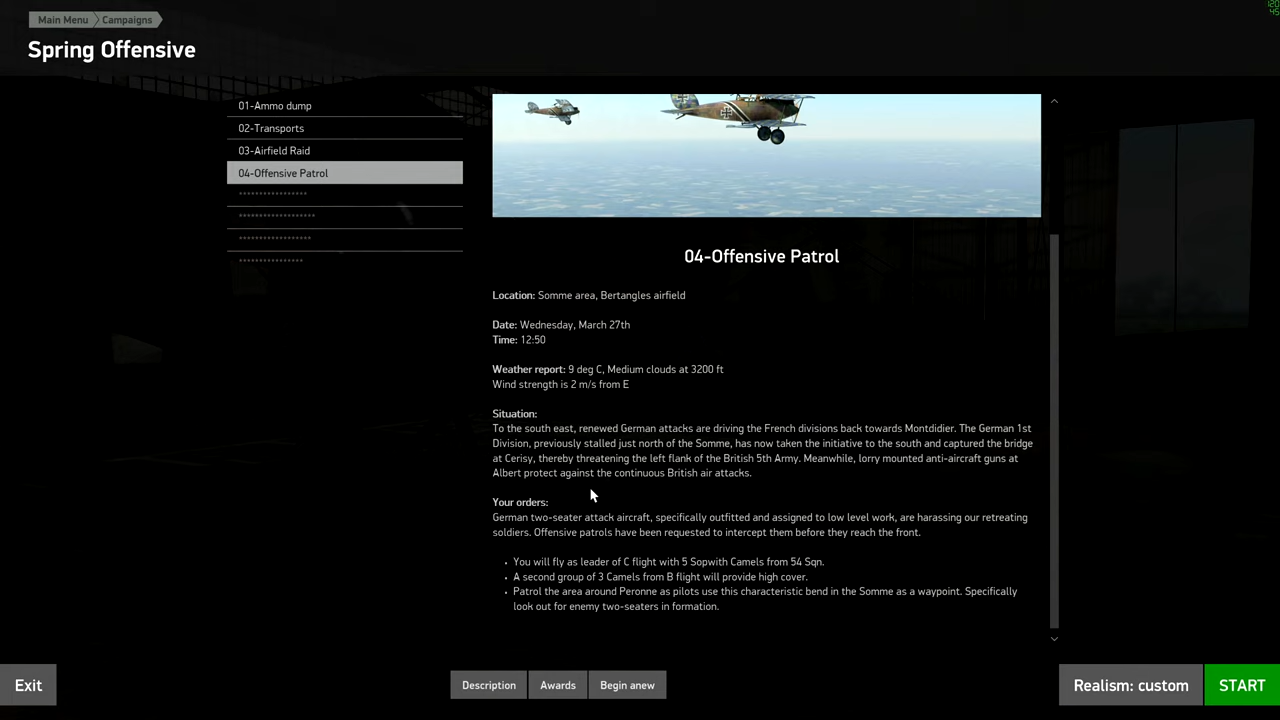 Main Menu Campaigns
Spring Offensive
120
45
01-Ammo dump
02-Transports
03-Airfield Raid
04-Offensive Patrol
*****************
*******************
******************
****************
04-Offensive Patrol
Location: Somme area, Bertangles airfield
Date: Wednesday, March 27th
Time: 12:50
Weather report: 9 deg C, Medium clouds at 3200 ft
Wind strength is 2 m/s from E
Situation:
To the south east, renewed German attacks are driving the French divisions back towards Montdidier. The German 1st
Division, previously stalled just north of the Somme, has now taken the initiative to the south and captured the bridge
at Cerisy, thereby threatening the left flank of the British 5th Army. Meanwhile, lorry mounted anti-aircraft guns at
Albert protect against the continuous British air attacks.
Your orders:
German two-seater attack aircraft, specifically outfitted and assigned to low level work, are harassing our retreating
soldiers. Offensive patrols have been requested to intercept them before they reach the front.
• You will fly as leader of C flight with 5 Sopwith Camels from 54 Sqn.
• A second group of 3 Camels from B flight will provide high cover.
• Patrol the area around Peronne as pilots use this characteristic bend in the Somme as a waypoint. Specifically
look out for enemy two-seaters in formation.
Exit
Description
Awards
Begin anew
Realism: custom
START